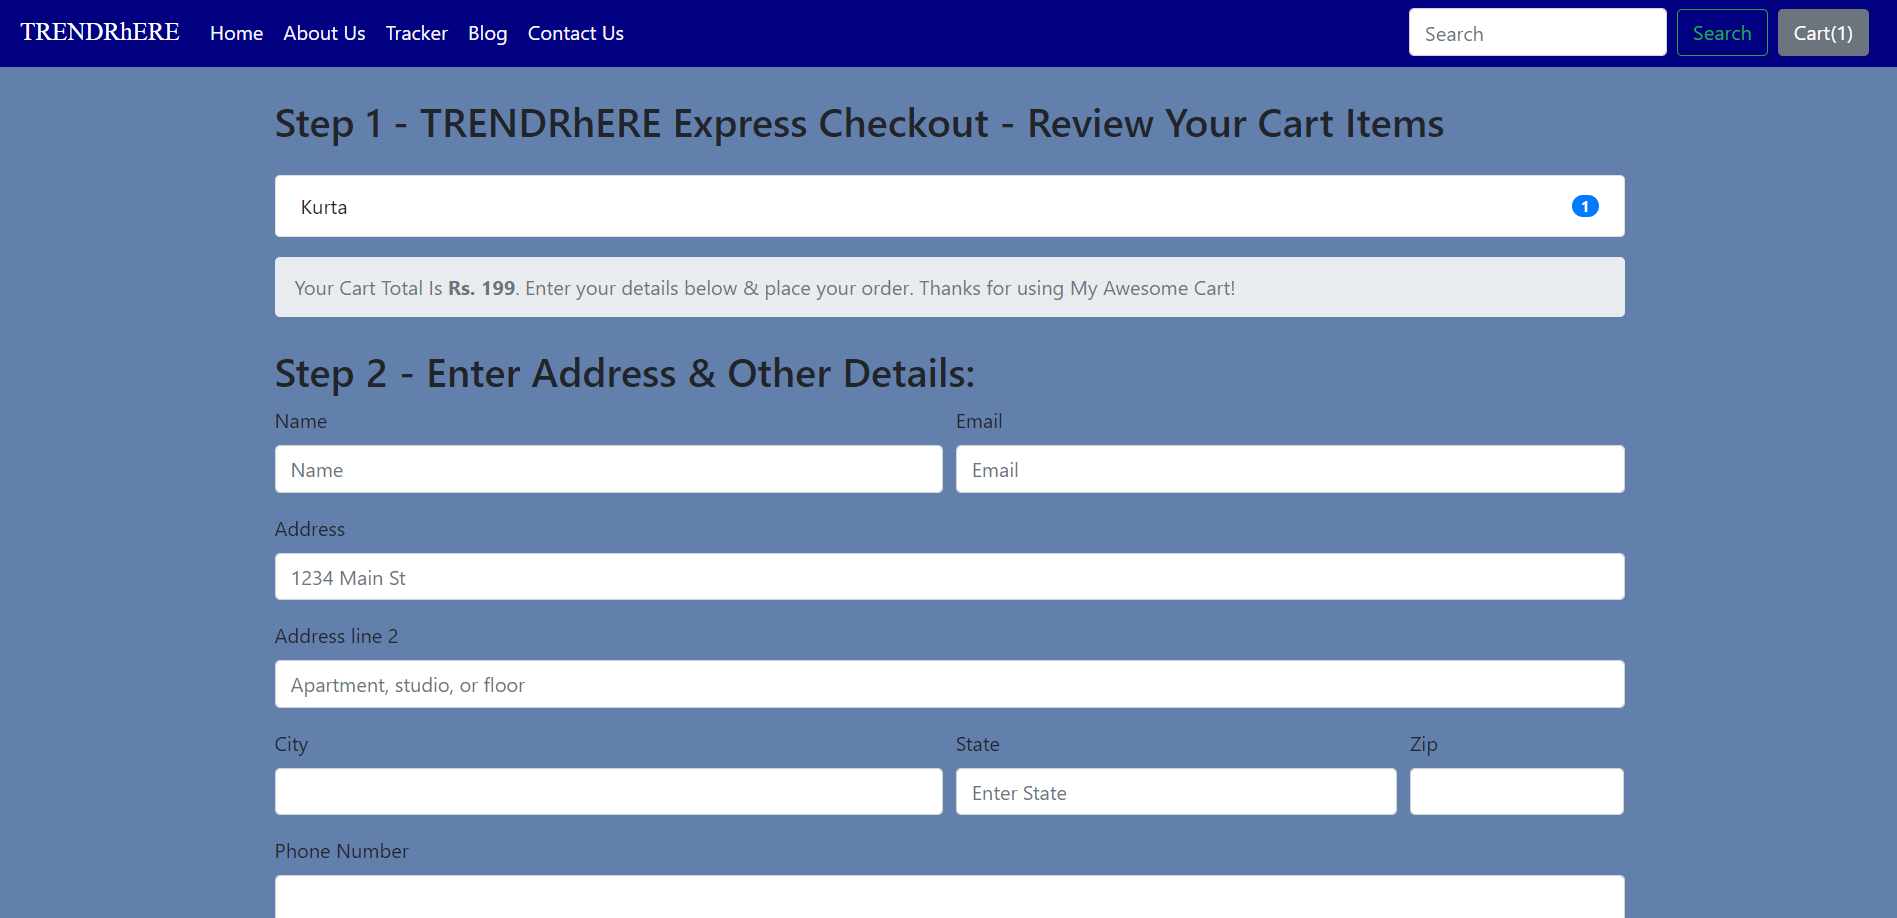 TRENDRhERE Home About Us Tracker Blog Contact Us Search Search Cart(1)
Step 1 - TRENDRhERE Express Checkout - Review Your Cart Items
Kurta 1
Your Cart Total Is Rs. 199. Enter your details below & place your order. Thanks for using My Awesome Cart!
Step 2 - Enter Address & Other Details:
Name Email
Name Email
Address
1234 Main St
Address line 2
Apartment, studio, or floor
City State Zip
Enter State
Phone Number